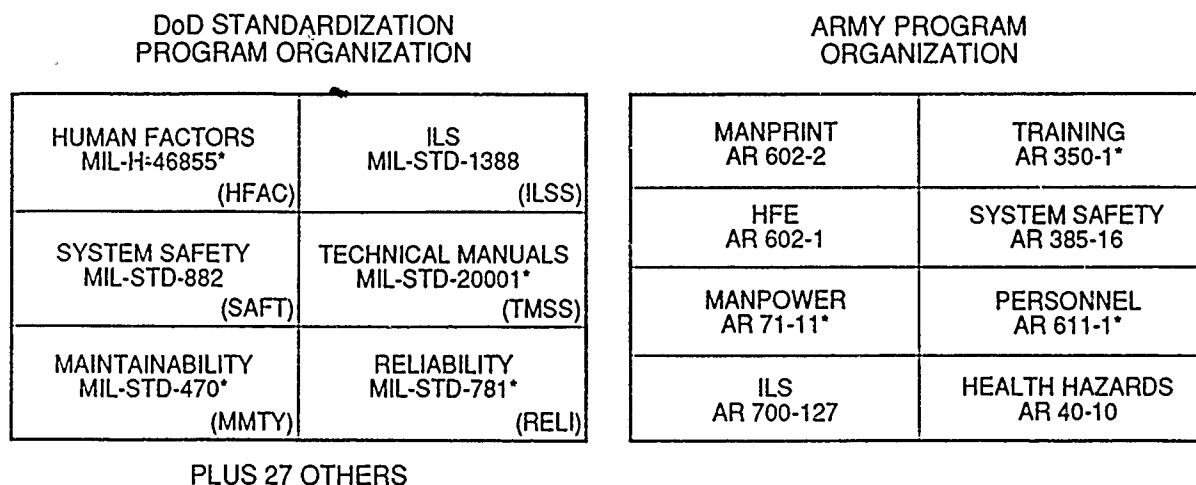 DoD STANDARDIZATION
PROGRAM ORGANIZATION
HUMAN FACTORS
MIL-H-46855*
(HFAC)
ILS
MIL-STD-1388
(ILSS)
SYSTEM SAFETY
MIL-STD-882
(SAFT)
TECHNICAL MANUALS
MIL-STD-20001*
(TMSS)
MAINTAINABILITY
MIL-STD-470*
(MMTY)
RELIABILITY
MIL-STD-781*
(RELI)
PLUS 27 OTHERS
ARMY PROGRAM
ORGANIZATION
MANPRINT
AR 602-2
TRAINING
AR 350-1*
HFE
AR 602-1
SYSTEM SAFETY
AR 385-16
MANPOWER
AR 71-11*
PERSONNEL
AR 611-1*
ILS
AR 700-127
HEALTH HAZARDS
AR 40-10